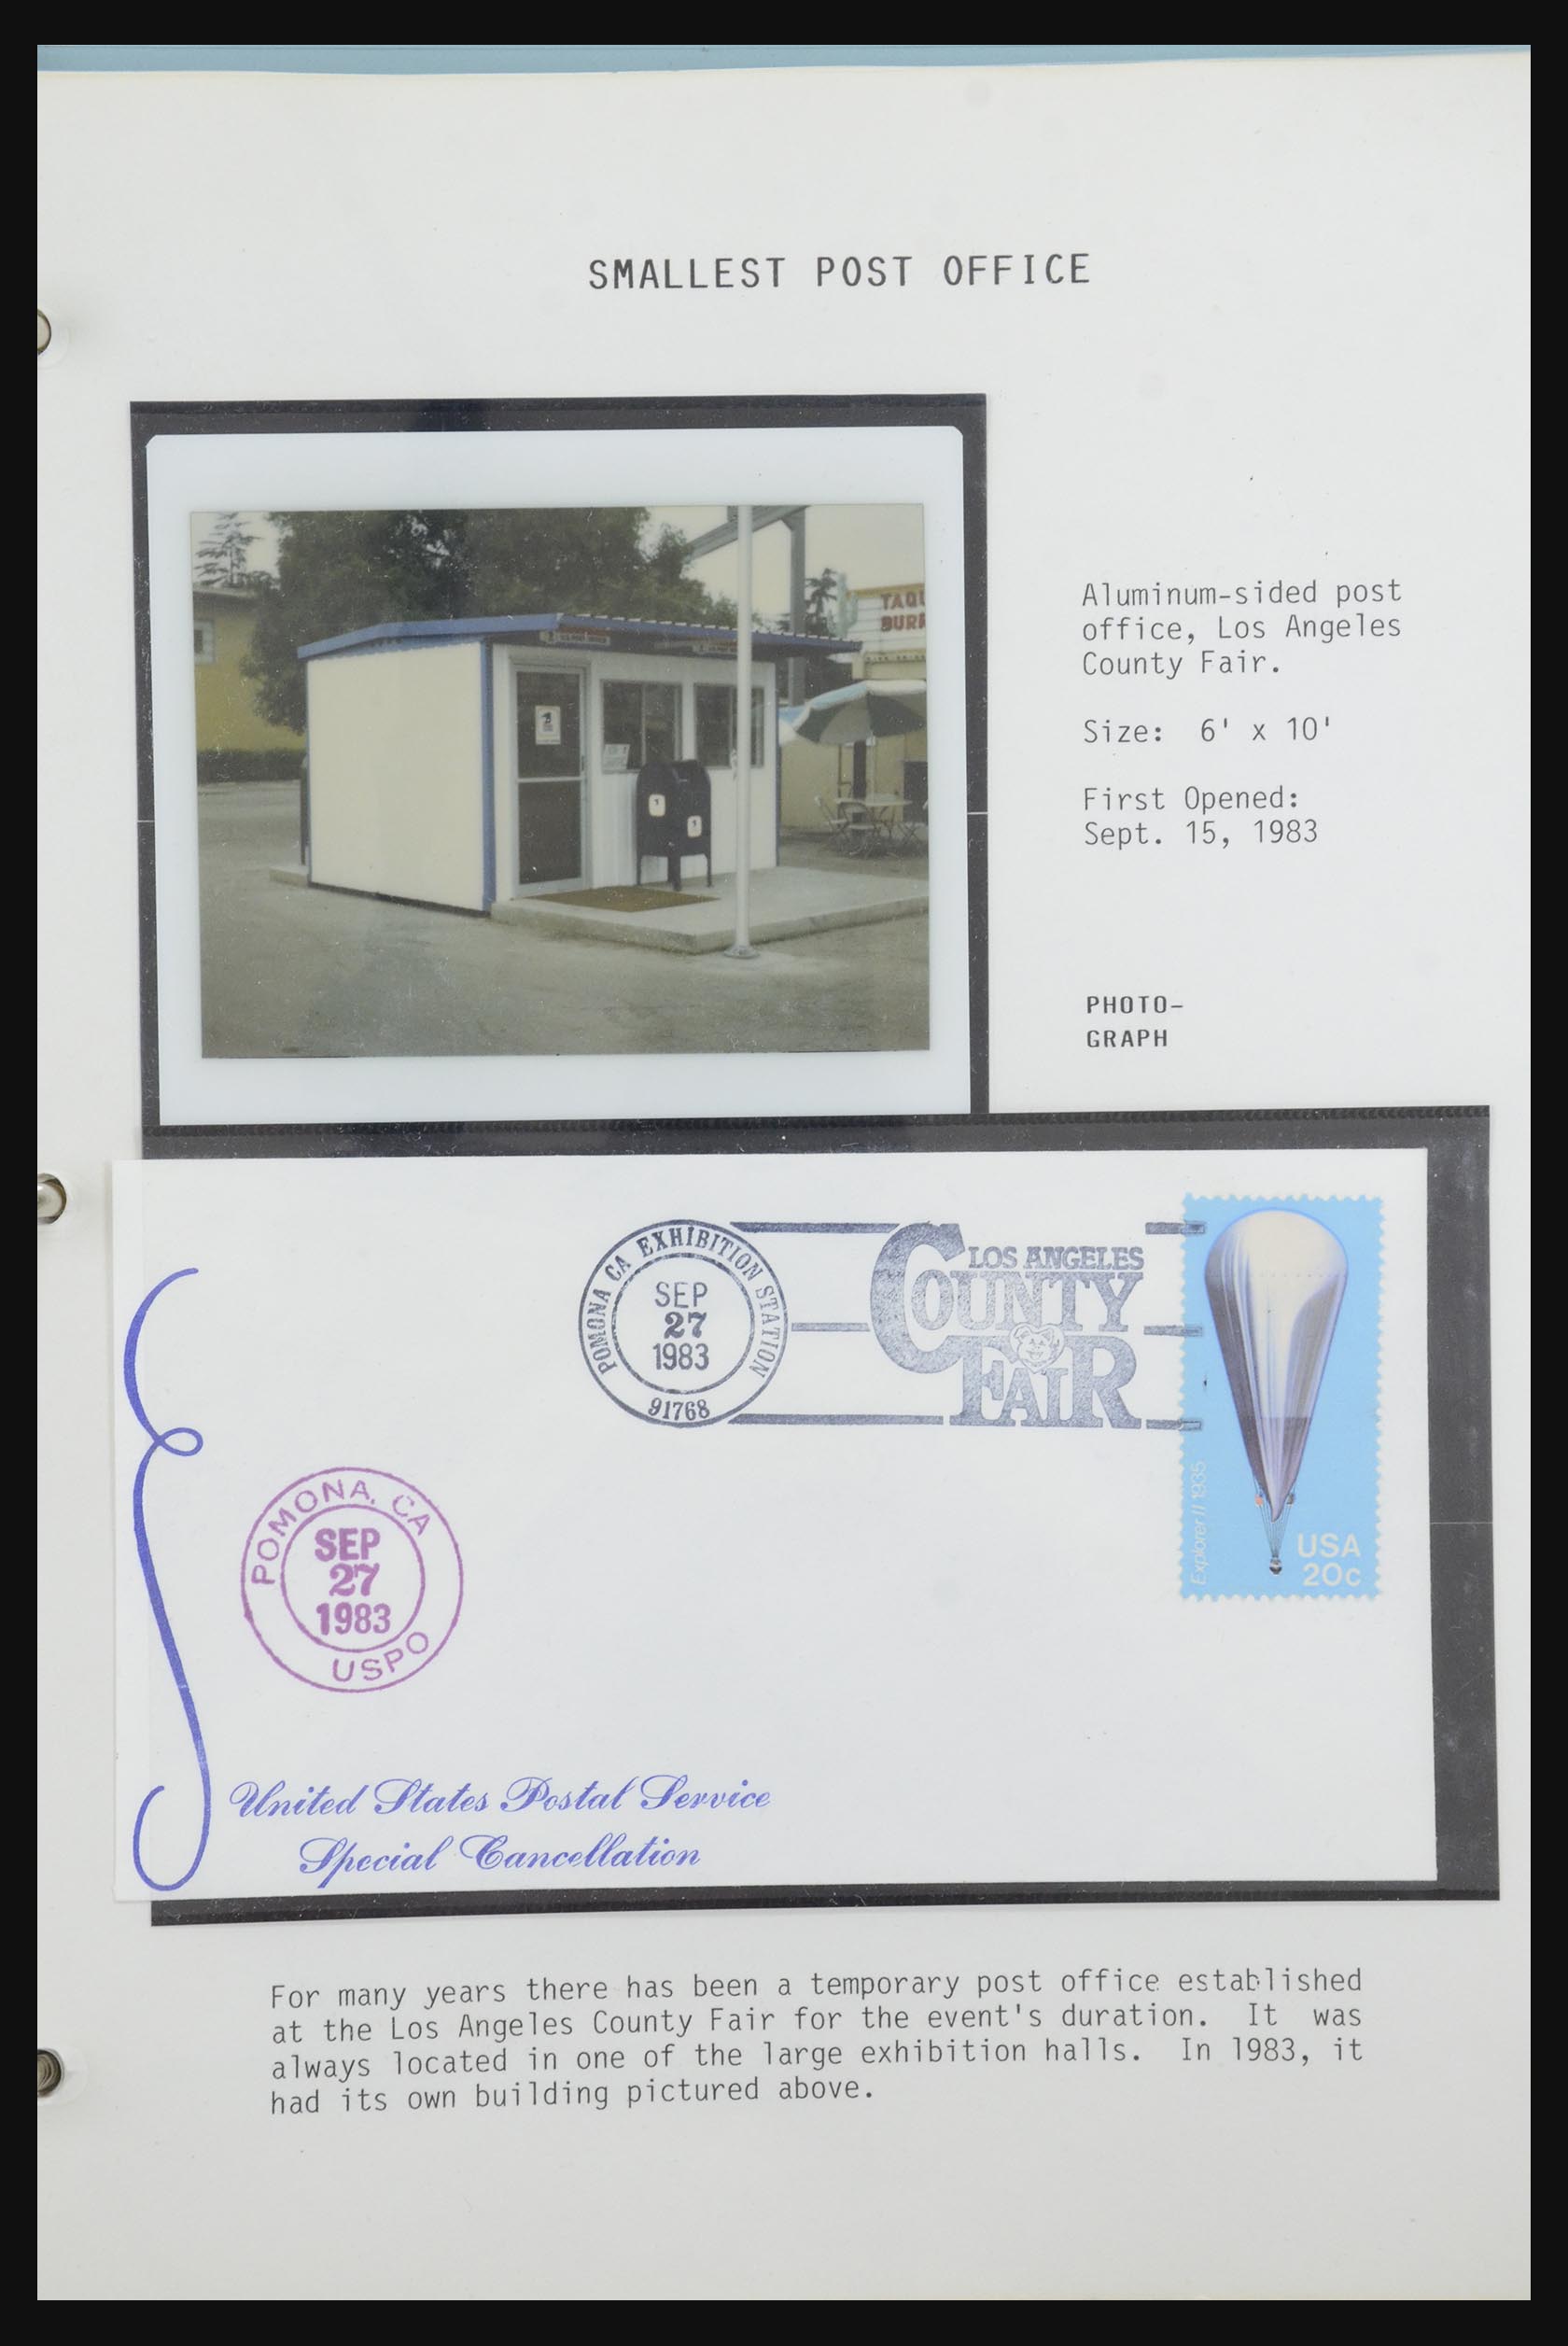 SMALLEST POST OFFICE
TAQU
BURR
Aluminum-sided post
office, Los Angeles
County Fair.
Size: 6' x 10'
First Opened:
Sept. 15, 1983
PHOTO-
GRAPH
POMONA CA EXHIBITION STATION
SEP
27
1983
91768
LOS ANGELES
COUNTY
FAIR
Explorer II 1935
USA
20c
POMONA, CA
SEP
27
1983
USPO
United States Postal Service
Special Cancellation
For many years there has been a temporary post office established
at the Los Angeles County Fair for the event's duration. It was
always located in one of the large exhibition halls. In 1983, it
had its own building pictured above.